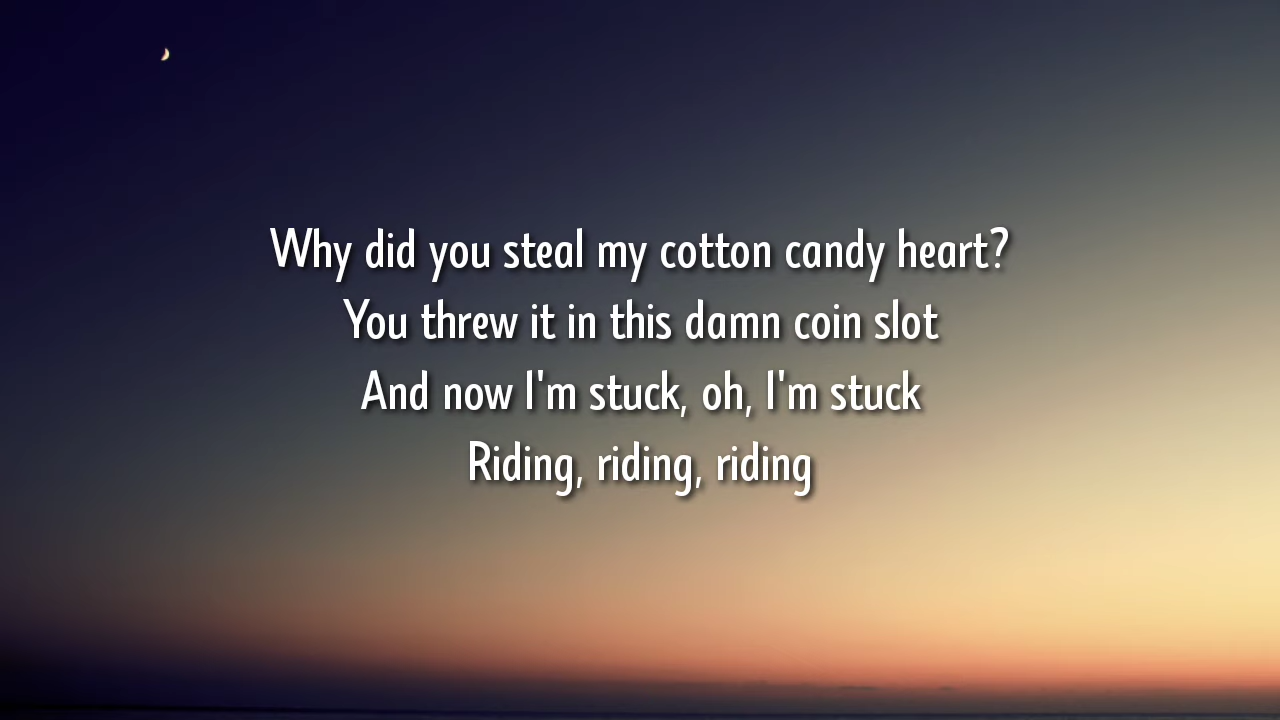 Why did you steal my cotton candy heart?
You threw it in this damn coin slot
And now I'm stuck, oh, I'm stuck
Riding, riding, riding